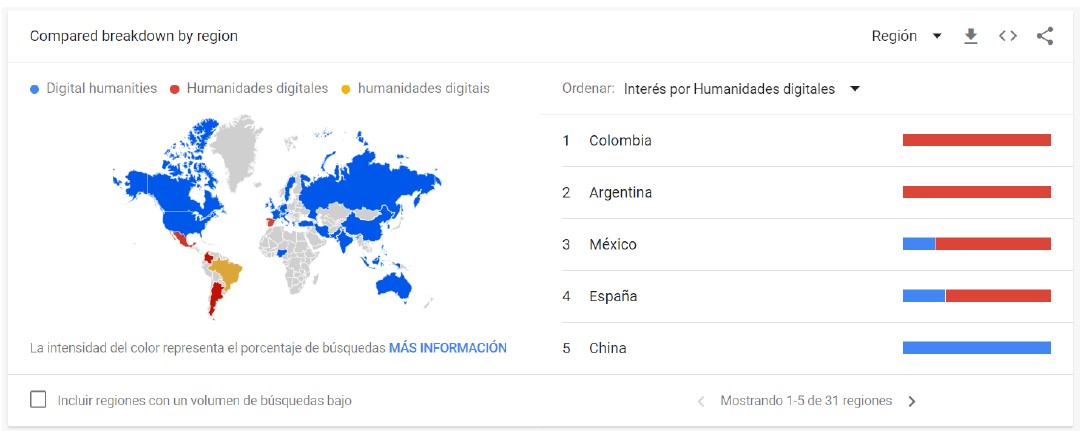 Compared breakdown by region
Región
Digital humanities Humanidades digitales humanidades digitais
Ordenar: Interés por Humanidades digitales
1 Colombia
2 Argentina
3 México
4 España
5 China
La intensidad del color representa el porcentaje de búsquedas MÁS INFORMACIÓN
Incluir regiones con un volumen de búsquedas bajo
Mostrando 1-5 de 31 regiones